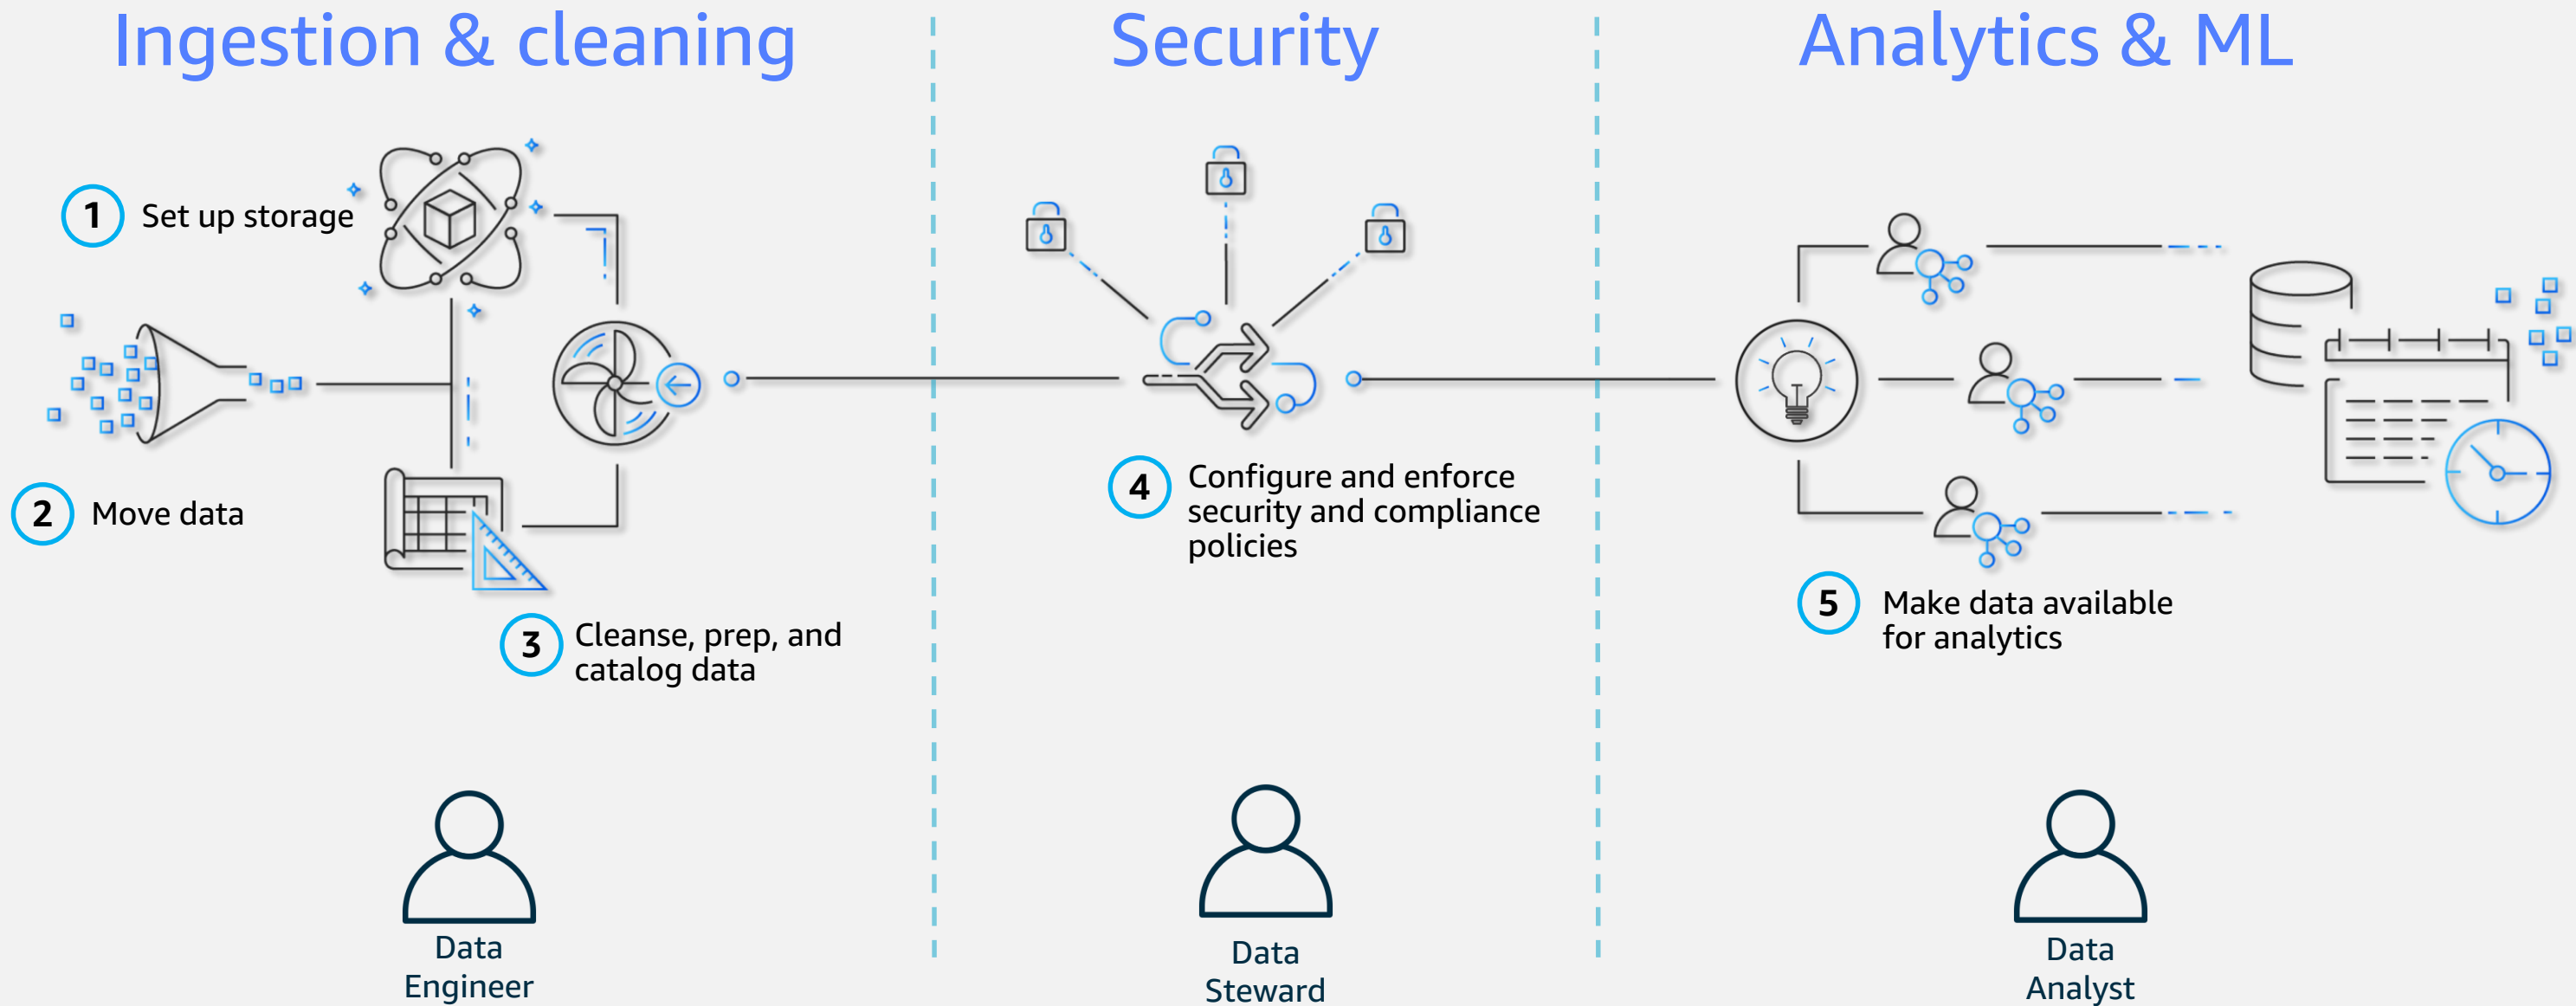 Ingestion & cleaning
Security
Analytics & ML
1 Set up storage
2 Move data
3 Cleanse, prep, and
catalog data
4 Configure and enforce
security and compliance
policies
5 Make data available
for analytics
Data
Engineer
Data
Steward
Data
Analyst